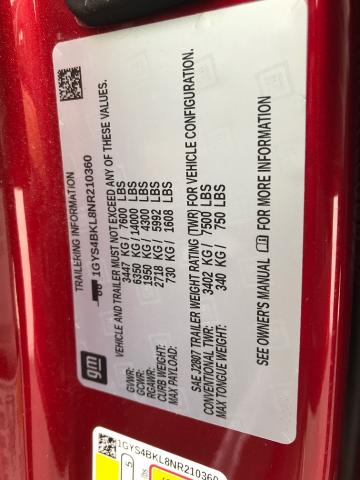 gm
TRAILERING INFORMATION
1GYS4BKL8NR210360
VEHICLE AND TRAILER MUST NOT EXCEED ANY OF THESE VALUES.
GVWR: 3447 KG / 7600 LBS
GCWR: 6350 KG / 14000 LBS
RGAWR: 1950 KG / 4300 LBS
CURB WEIGHT: 2718 KG / 5992 LBS
MAX PAYLOAD: 730 KG / 1608 LBS
SAE J2807 TRAILER WEIGHT RATING (TWR) FOR VEHICLE CONFIGURATION.
CONVENTIONAL TWR: 3402 KG / 7500 LBS
MAX TONGUE WEIGHT: 340 KG / 750 LBS
SEE OWNER'S MANUAL FOR MORE INFORMATION.
1GYS4BKL8NR210360
5